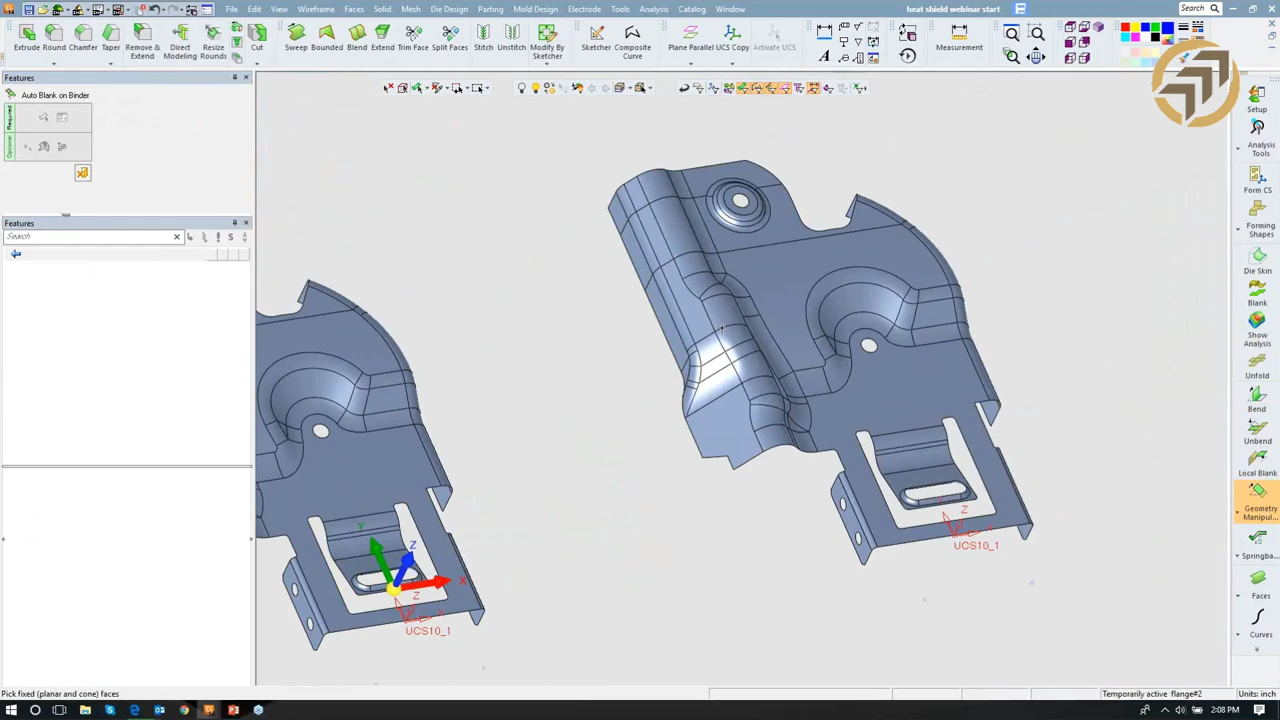 File Edit View Wireframe Faces Solid Mesh Die Design Parting Mold Design Electrode Tools Analysis Catalog Window
heat shield webinar start
Search
Extrude Round Chamfer Taper Remove & Extend Direct Modeling Resize Rounds Cut Sweep Bounded Blend Extend Trim Faces Split Faces Stitch Unstitch Modify By Sketcher Sketcher Composite Curve Plane Parallel UCS Copy Activate UCS Measurement
Features
Auto Blank on Binder
Required
Optional
Features
Search
Setup
Analysis Tools
Form CS
Forming Shapes
Die Skin
Blank
Show Analysis
Unfold
Bend
Unbend
Local Blank
Geometry Manipul...
Springba...
Faces
Curves
Z
X
UCS10_1
Y
Z
X
Z
X
UCS10_1
Pick fixed (planar and cone) faces
Temporarily active flange#2
Units: inch
2:08 PM